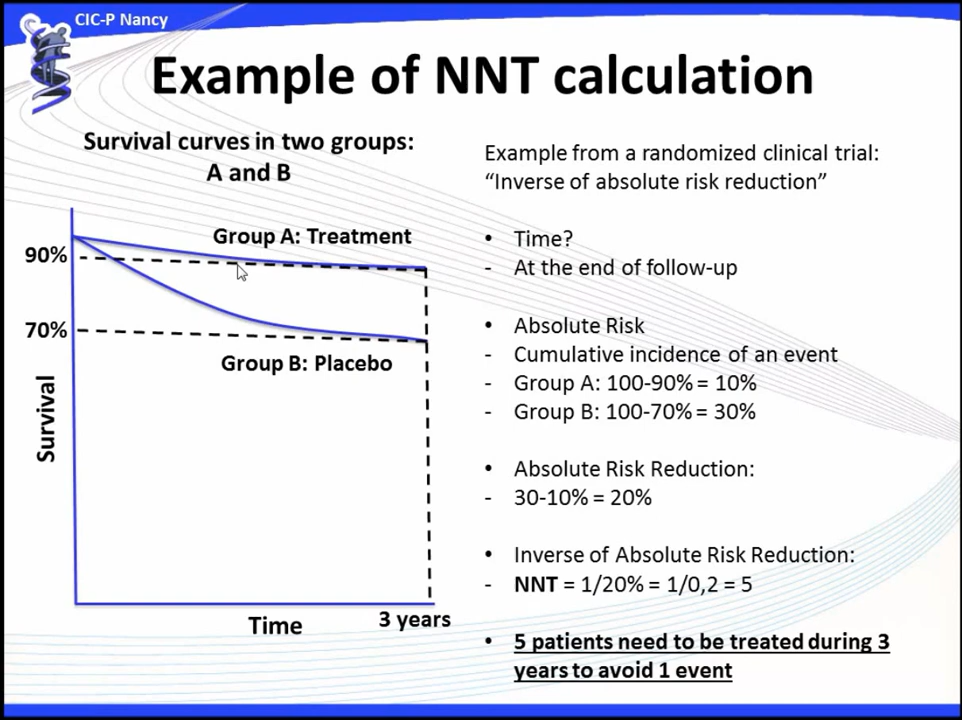 CIC-P Nancy
Example of NNT calculation
Survival curves in two groups:
A and B
Group A: Treatment
90%
70%
Group B: Placebo
Survival
Time
3 years
Example from a randomized clinical trial:
“Inverse of absolute risk reduction”
• Time?
- At the end of follow-up
• Absolute Risk
- Cumulative incidence of an event
- Group A: 100-90% = 10%
- Group B: 100-70% = 30%
• Absolute Risk Reduction:
- 30-10% = 20%
• Inverse of Absolute Risk Reduction:
- NNT = 1/20% = 1/0,2 = 5
• 5 patients need to be treated during 3
years to avoid 1 event